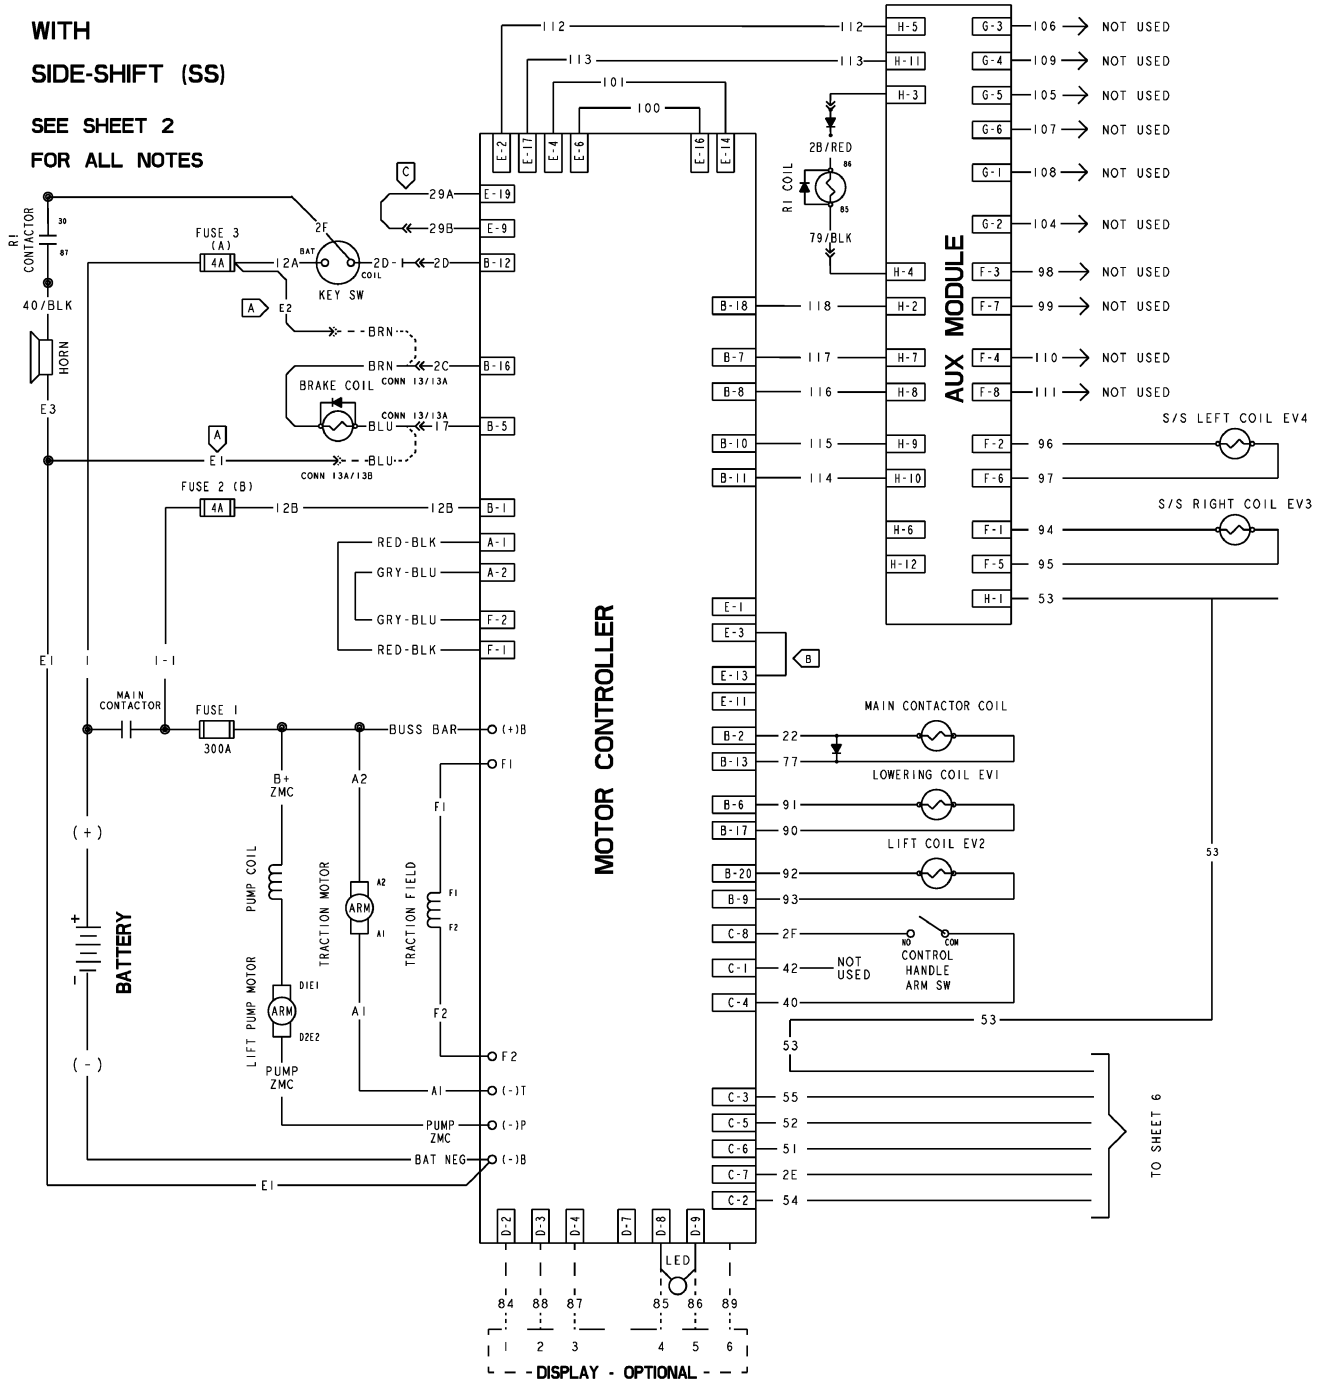 WITH
SIDE-SHIFT (SS)
SEE SHEET 2
FOR ALL NOTES
112
112
H-5
G-3
106
NOT USED
113
113
H-11
G-4
109
NOT USED
101
H-3
G-5
105
NOT USED
100
G-6
107
NOT USED
E-2
E-17
E-4
E-6
E-16
E-14
2B/RED
86
R1 COIL
85
79/BLK
G-1
108
NOT USED
G-2
104
NOT USED
H-4
F-3
98
NOT USED
B-18
118
H-2
F-7
99
NOT USED
B-7
117
H-7
F-4
110
NOT USED
B-8
116
H-8
F-8
111
NOT USED
AUX MODULE
S/S LEFT COIL EV4
B-10
115
H-9
F-2
96
B-11
114
H-10
F-6
97
S/S RIGHT COIL EV3
H-6
F-1
94
H-12
F-5
95
H-1
53
C
29A
E-19
29B
E-9
R!
CONTACTOR
30
87
2F
FUSE 3
(A)
4A
12A
BAT
COIL
2D
2D
B-12
KEY SW
40/BLK
A
E2
BRN
HORN
BRN
2C
B-16
CONN 13/13A
BRAKE COIL
E3
CONN 13/13A
BLU
17
B-5
A
E1
BLU
CONN 13A/13B
FUSE 2 (B)
4A
12B
12B
B-1
RED-BLK
A-1
GRY-BLU
A-2
GRY-BLU
F-2
RED-BLK
F-1
E1
1
1-1
MOTOR CONTROLLER
E-1
E-3
B
E-13
E-11
MAIN
CONTACTOR
FUSE 1
300A
BUSS BAR
(+)B
F1
B+
ZMC
A2
F1
MAIN CONTACTOR COIL
B-2
22
B-13
77
LOWERING COIL EV1
B-6
91
B-17
90
LIFT COIL EV2
B-20
92
B-9
93
C-8
2F
NO
COM
CONTROL
HANDLE
ARM SW
C-1
42
NOT
USED
C-4
40
53
53
53
(+)
+
BATTERY
-
(-)
PUMP COIL
LIFT PUMP MOTOR
D1E1
ARM
D2E2
PUMP
ZMC
TRACTION MOTOR
A2
ARM
A1
A1
TRACTION FIELD
F1
F2
F2
F2
A1
(-)T
PUMP
ZMC
(-)P
BAT NEG
(-)B
E1
C-3
55
C-5
52
C-6
51
C-7
2E
C-2
54
TO SHEET 6
D-2
D-3
D-4
D-7
D-8
D-9
LED
84
88
87
85
86
89
1
2
3
4
5
6
DISPLAY - OPTIONAL